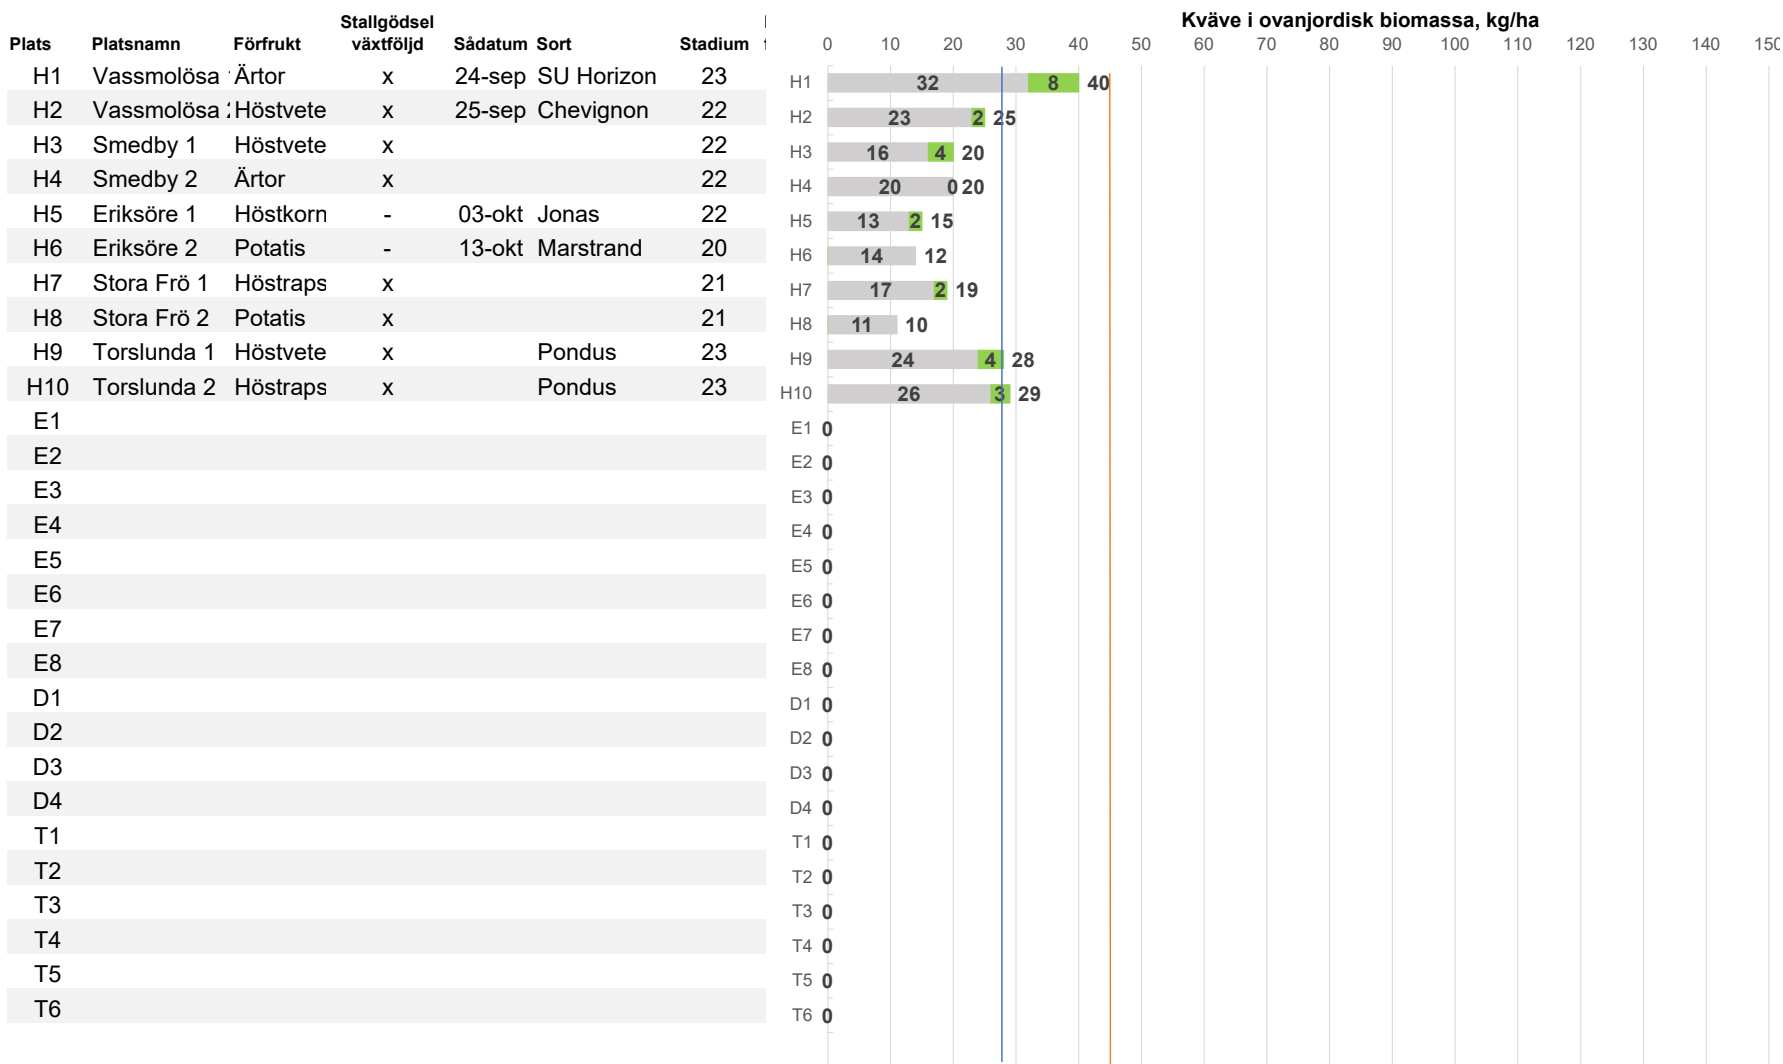 Kväve i ovanjordisk biomassa, kg/ha
Stallgödsel
Plats Platsnamn Förfrukt växtföljd Sådatum Sort Stadium
0 10 20 30 40 50 60 70 80 90 100 110 120 130 140 150
H1 Vassmolösa Ärtor x 24-sep SU Horizon 23 H1 32 8 40
H2 Vassmolösa Höstvete x 25-sep Chevignon 22 H2 23 2 25
H3 Smedby 1 Höstvete x 22 H3 16 4 20
H4 Smedby 2 Ärtor x 22 H4 20 0 20
H5 Eriksöre 1 Höstkorn - 03-okt Jonas 22 H5 13 2 15
H6 Eriksöre 2 Potatis - 13-okt Marstrand 20 H6 14 12
H7 Stora Frö 1 Höstraps x 21 H7 17 2 19
H8 Stora Frö 2 Potatis x 21 H8 11 10
H9 Torslunda 1 Höstvete x Pondus 23 H9 24 4 28
H10 Torslunda 2 Höstraps x Pondus 23 H10 26 3 29
E1 E1 0
E2 E2 0
E3 E3 0
E4 E4 0
E5 E5 0
E6 E6 0
E7 E7 0
E8 E8 0
D1 D1 0
D2 D2 0
D3 D3 0
D4 D4 0
T1 T1 0
T2 T2 0
T3 T3 0
T4 T4 0
T5 T5 0
T6 T6 0